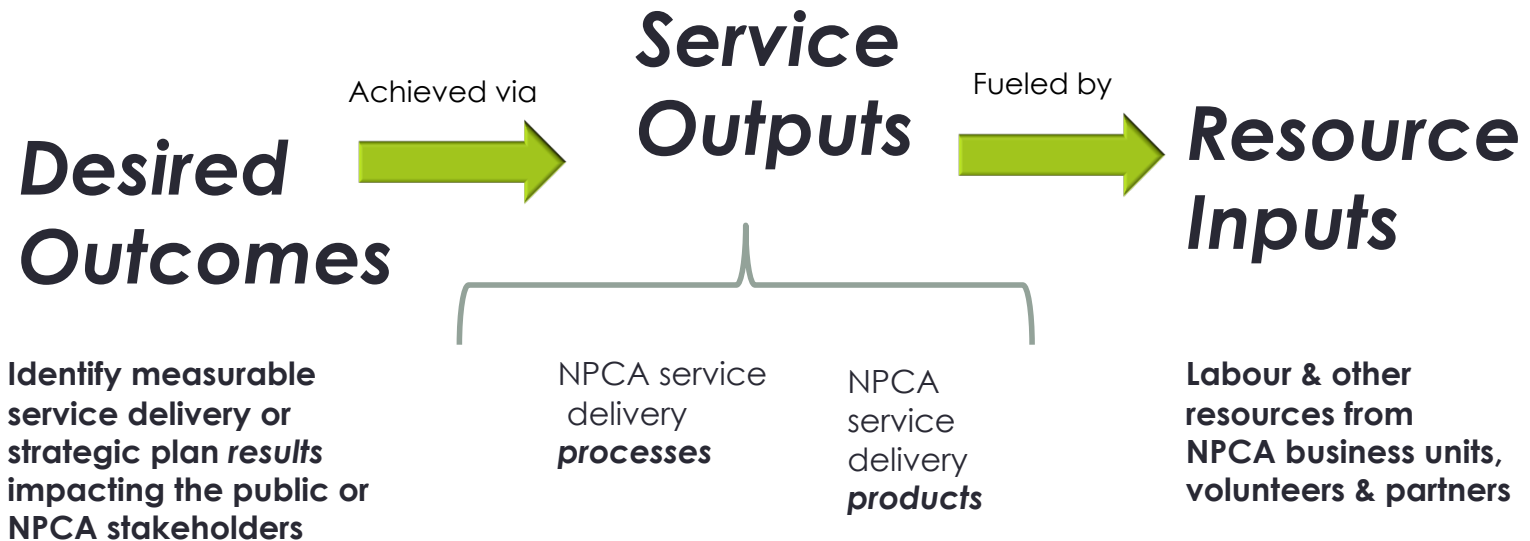 Desired
Outcomes
Achieved via
Service
Outputs
Fueled by
Resource
Inputs
Identify measurable
service delivery or
strategic plan results
impacting the public or
NPCA stakeholders
NPCA service
delivery
processes
NPCA
service
delivery
products
Labour & other
resources from
NPCA business units,
volunteers & partners